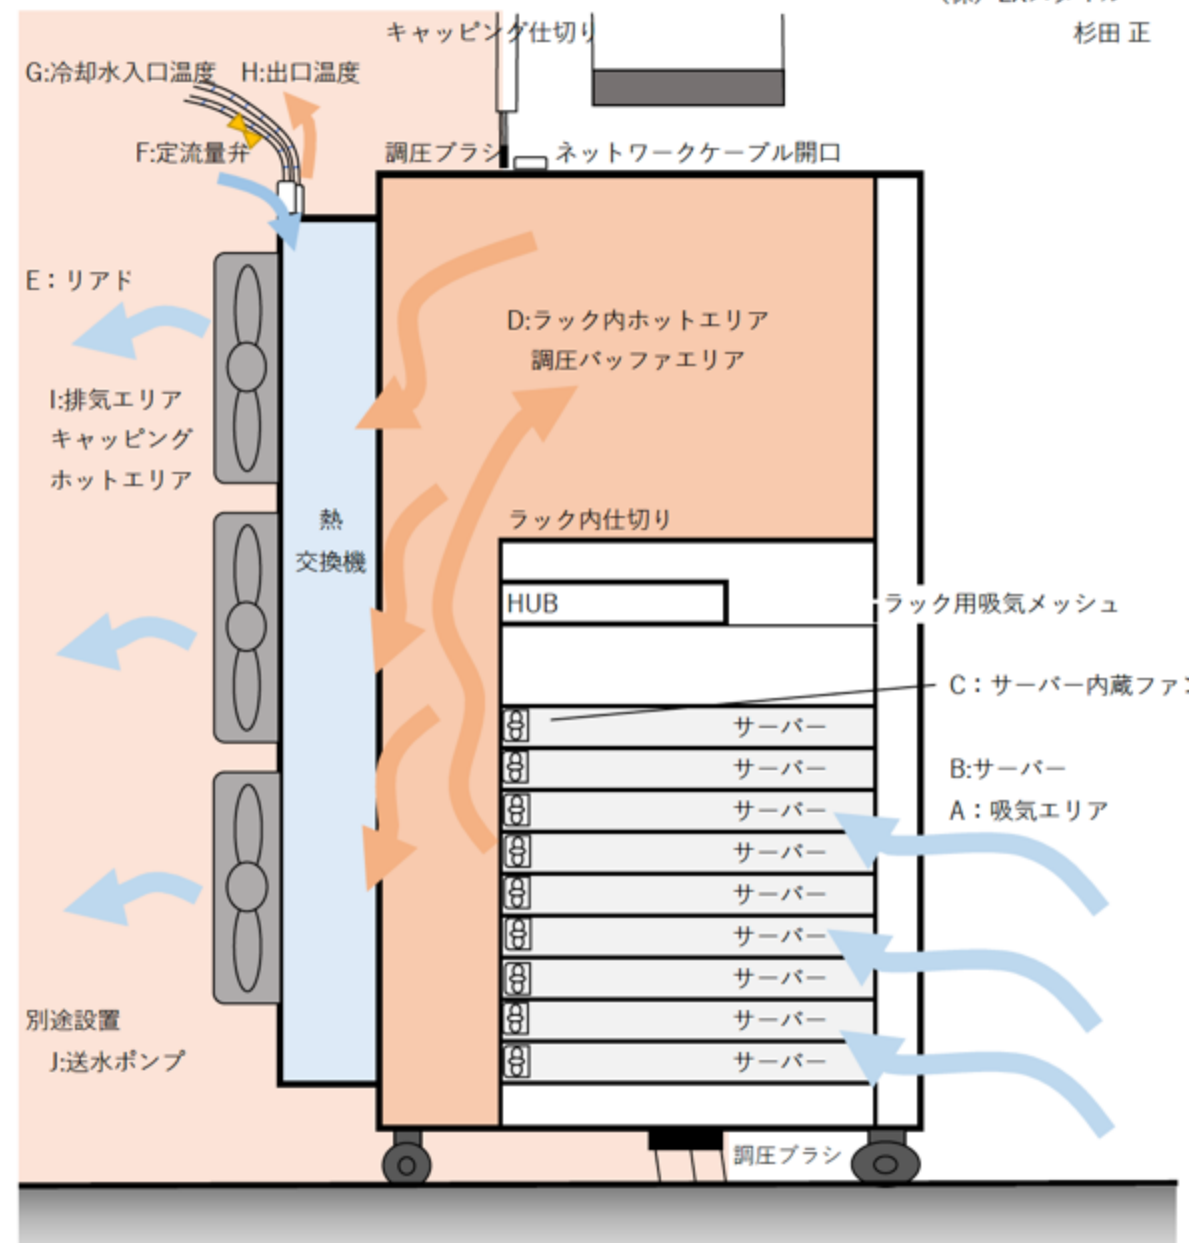 キャッピング仕切り
杉田 正
G:冷却水入口温度 H:出口温度
F:定流量弁
調圧ブラシ
ネットワークケーブル開口
E：リアド
D:ラック内ホットエリア
調圧バッファエリア
I:排気エリア
キャッピング
ホットエリア
熱
交換機
ラック内仕切り
HUB
ラック用吸気メッシュ
C：サーバー内蔵ファン
サーバー
サーバー
B:サーバー
サーバー
A：吸気エリア
サーバー
サーバー
サーバー
サーバー
サーバー
サーバー
別途設置
J:送水ポンプ
調圧ブラシ